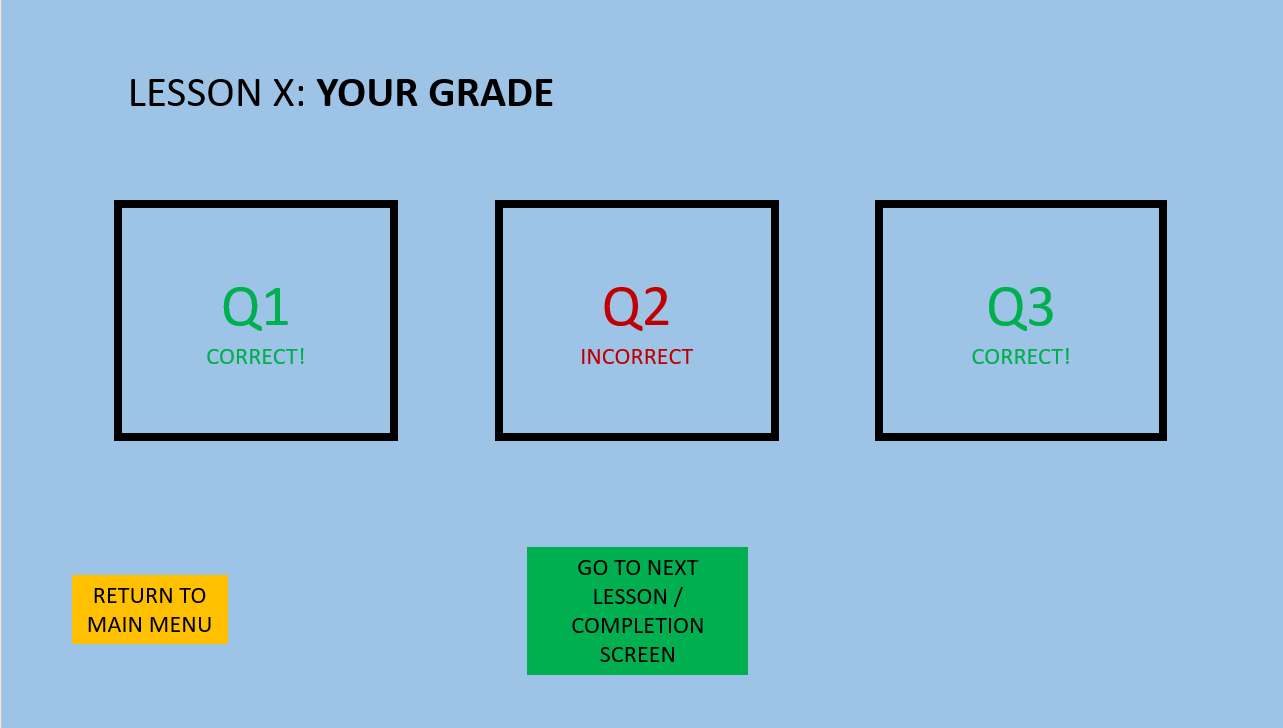 LESSON X: YOUR GRADE
Q1
CORRECT!
Q2
INCORRECT
Q3
CORRECT!
RETURN TO
MAIN MENU
GO TO NEXT
LESSON /
COMPLETION
SCREEN